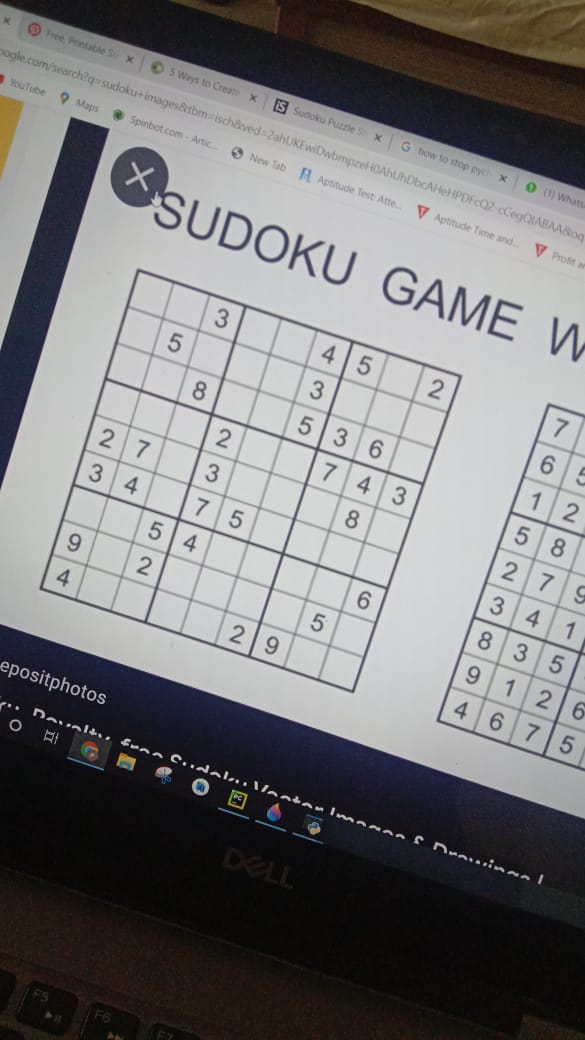 Free, Printable Su
5 Ways to Create
Sudoku Puzzle S
how to stop pych
(1) Whats
oogle.com/search?q=sudoku+images&tbm=isch&ved=2ahUKEwiDwbmpzeH0AhUhDbcAHeHPDFcQ2-cCegQIABAA&oq
YouTube Maps Spinbot.com - Artic... New Tab Aptitude Test: Atte... Aptitude Time and... Profit a
SUDOKU GAME W
3 4 5 2
5 3
8 5 3 6
2 7 4 3
2 7 3 8
3 4 7 5
5 4 6
9 2 5
4 2 9
7
6 5
1 2
5 8
2 7 9
3 4 1
8 3 5
9 1 2 6
4 6 7 5
epositphotos
Royalty-free Sudoku Vector Images & Drawings |
DELL
F5
F6
F7